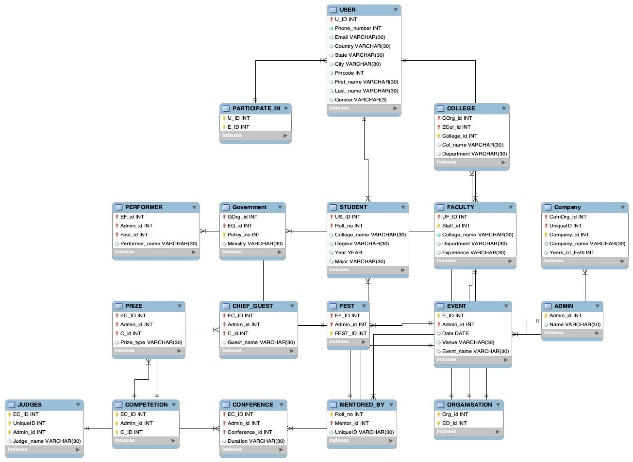 USER
U_ID INT
Phone_number INT
Email VARCHAR(30)
Country VARCHAR(30)
State VARCHAR(30)
City VARCHAR(30)
Pincode INT
First_name VARCHAR(30)
Last_name VARCHAR(30)
Gender VARCHAR(3)
Indexes
PARTICIPATE_IN
U_ID INT
E_ID INT
Indexes
COLLEGE
COrg_id INT
ECol_id INT
College_id INT
Col_name VARCHAR(30)
Department VARCHAR(30)
Indexes
PERFORMER
EF_id INT
Admin_id INT
Fest_id INT
Performer_name VARCHAR(30)
Indexes
Government
GOrg_id INT
EG_id INT
Policy_no INT
Ministry VARCHAR(30)
Indexes
STUDENT
US_ID INT
Roll_no INT
College_name VARCHAR(30)
Degree VARCHAR(30)
Year YEAR
Major VARCHAR(30)
Indexes
FACULTY
UF_ID INT
Staff_id INT
College_name VARCHAR(30)
Department VARCHAR(30)
Experience VARCHAR(30)
Indexes
Company
ComOrg_id INT
UniqueID INT
Company_id INT
Company_name VARCHAR(30)
Years_of_Estb INT
Indexes
PRIZE
EC_ID INT
Admin_id INT
C_id INT
Prize_type VARCHAR(30)
Indexes
CHIEF_GUEST
EC_ID INT
Admin_id INT
C_id INT
Guest_name VARCHAR(30)
Indexes
FEST
EF_ID INT
Admin_id INT
FEST_ID INT
Indexes
EVENT
E_ID INT
Admin_id INT
Date DATE
Venue VARCHAR(30)
Event_name VARCHAR(30)
Indexes
ADMIN
Admin_id INT
Name VARCHAR(30)
Indexes
JUDGES
EC_ID INT
UniqueID INT
Admin_id INT
Judge_name VARCHAR(30)
Indexes
COMPETETION
EC_ID INT
Admin_id INT
C_ID INT
Indexes
CONFERENCE
EC_ID INT
Admin_id INT
Conference_id INT
Duration VARCHAR(30)
Indexes
MENTORED_BY
Roll_no INT
Mentor_id INT
UniqueID VARCHAR(30)
Indexes
ORGANISATION
Org_id INT
EO_id INT
Indexes